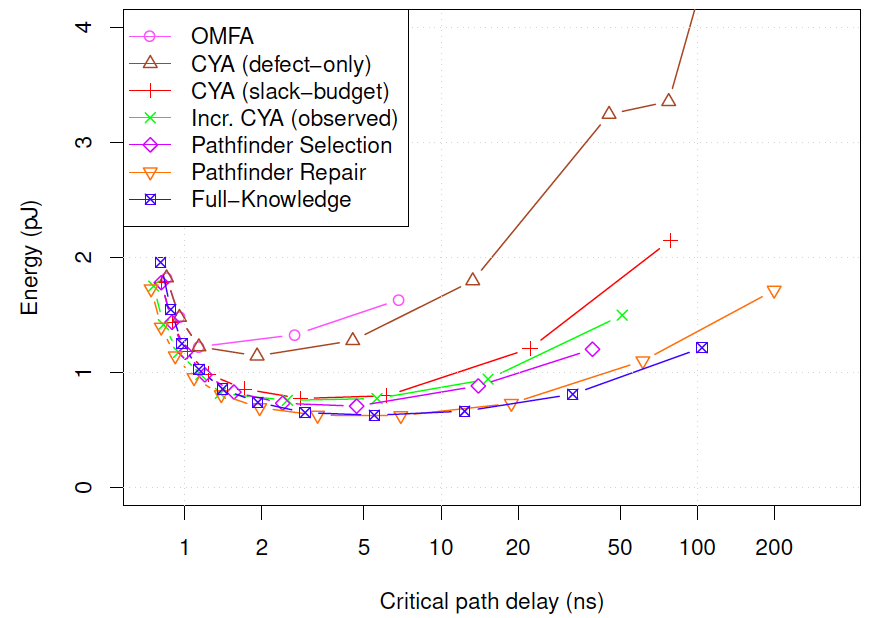 OMFA
CYA (defect−only)
CYA (slack−budget)
Incr. CYA (observed)
Pathfinder Selection
Pathfinder Repair
Full−Knowledge
Energy (pJ)
4
3
2
1
0
1 2 5 10 20 50 100 200
Critical path delay (ns)